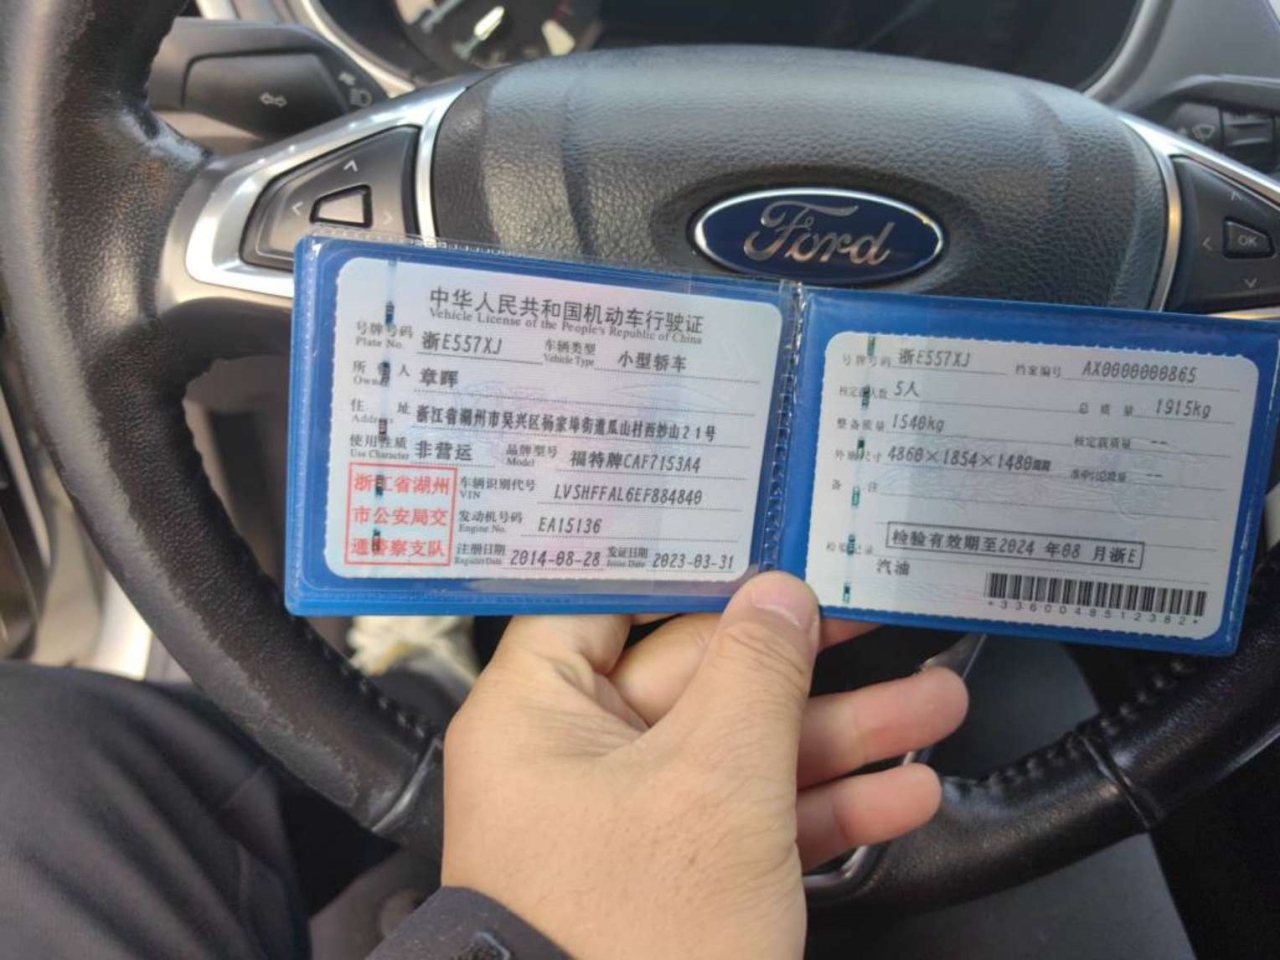 Ford
OK
中华人民共和国机动车行驶证
Vehicle License of the People's Republic of China
号牌号码 浙E557XJ 车辆类型 小型轿车
Plate No. Vehicle Type
所有人 章晖
Owner
住址 浙江省湖州市吴兴区杨家埠街道瓜山村西妙山21号
Address
使用性质 非营运 品牌型号 福特牌CAF7153A4
Use Character Model
浙江省湖州
市公安局交
通警察支队
车辆识别代号 LVSHFFAL6EF884840
VIN
发动机号码 EA15136
Engine No.
注册日期 2014-08-28 发证日期 2023-03-31
Register Date Issue Date
号牌号码 浙E557XJ 档案编号 AX0000000865
核定载人数 5人 总质量 1915kg
整备质量 1540kg 核定载质量 --
外廓尺寸 4860×1854×1480mm 准牵引总质量 --
备注
检验记录 检验有效期至2024年08月浙E
汽油
*3360048512382*